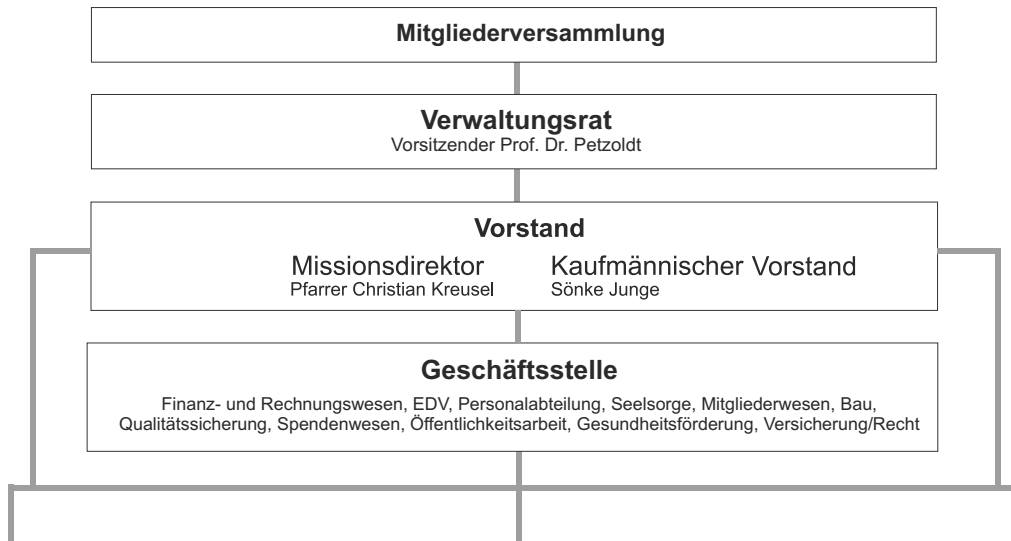 Mitgliederversammlung
Verwaltungsrat
Vorsitzender Prof. Dr. Petzoldt
Vorstand
Missionsdirektor
Pfarrer Christian Kreusel
Kaufmännischer Vorstand
Sönke Junge
Geschäftsstelle
Finanz- und Rechnungswesen, EDV, Personalabteilung, Seelsorge, Mitgliederwesen, Bau,
Qualitätssicherung, Spendenwesen, Öffentlichkeitsarbeit, Gesundheitsförderung, Versicherung/Recht